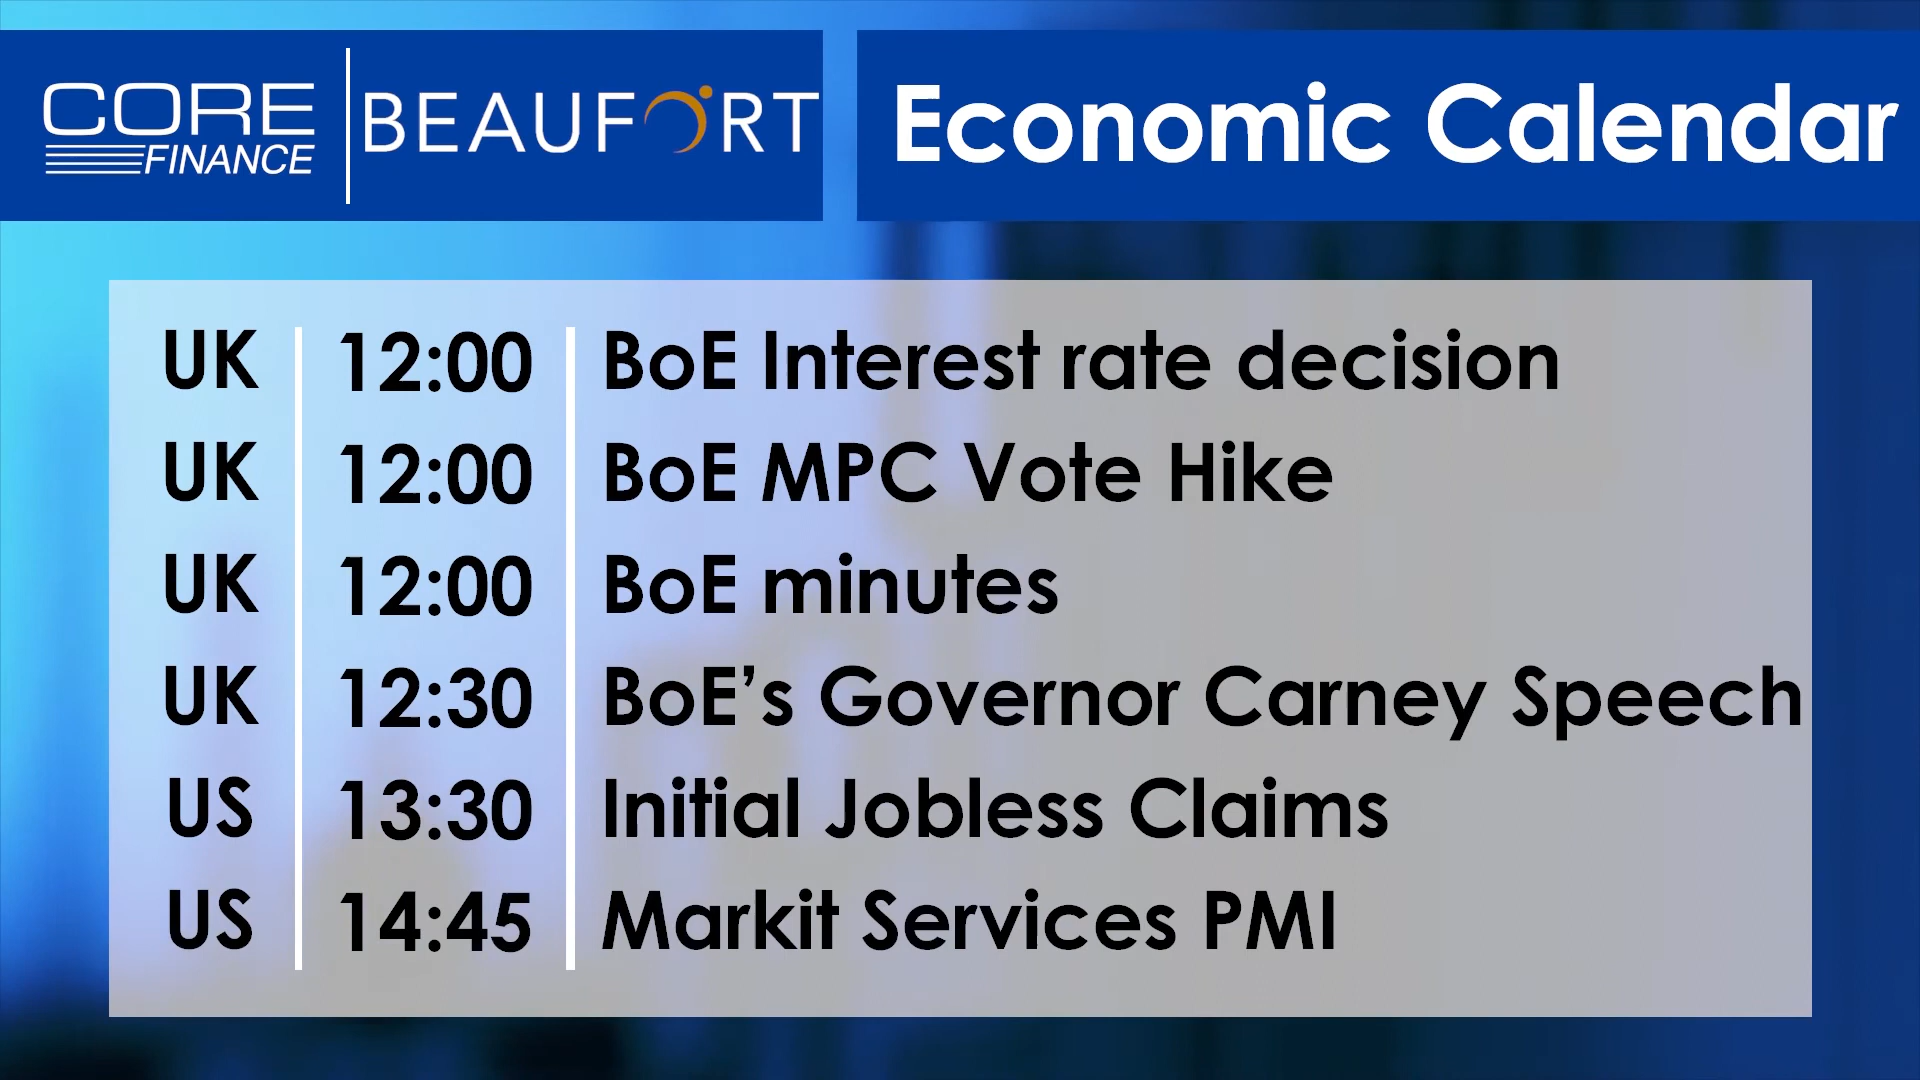 CORE FINANCE
BEAUFORT
Economic Calendar
UK 12:00 BoE Interest rate decision
UK 12:00 BoE MPC Vote Hike
UK 12:00 BoE minutes
UK 12:30 BoE’s Governor Carney Speech
US 13:30 Initial Jobless Claims
US 14:45 Markit Services PMI